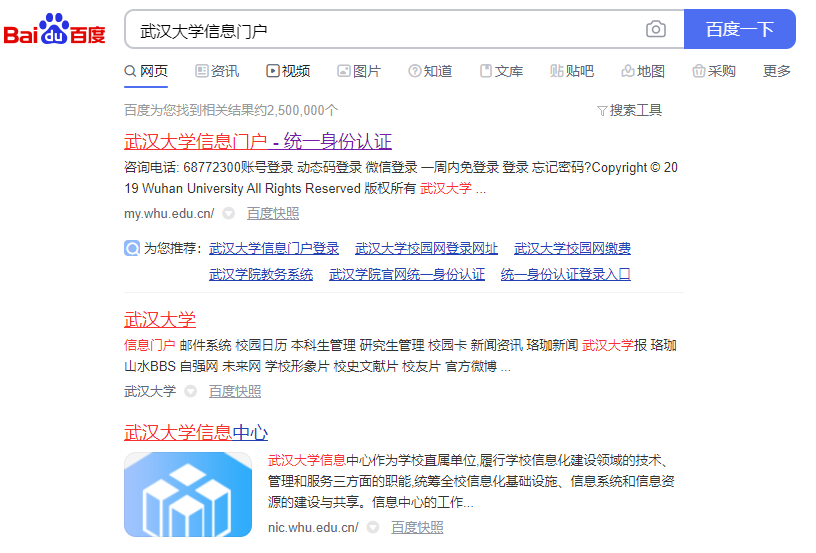 Bai du 百度
武汉大学信息门户
百度一下
网页 资讯 视频 图片 知道 文库 贴吧 地图 采购 更多
百度为您找到相关结果约2,500,000个
搜索工具
武汉大学信息门户 - 统一身份认证
咨询电话: 68772300账号登录 动态码登录 微信登录 一周内免登录 登录 忘记密码?Copyright © 20
19 Wuhan University All Rights Reserved 版权所有 武汉大学 ...
my.whu.edu.cn/ 百度快照
为您推荐: 武汉大学信息门户登录 武汉大学校园网登录网址 武汉大学校园网缴费
武汉学院教务系统 武汉学院官网统一身份认证 统一身份认证登录入口
武汉大学
信息门户 邮件系统 校园日历 本科生管理 研究生管理 校园卡 新闻资讯 珞珈新闻 武汉大学报 珞珈
山水BBS 自强网 未来网 学校形象片 校史文献片 校友片 官方微博 ...
武汉大学 百度快照
武汉大学信息中心
武汉大学信息中心作为学校直属单位,履行学校信息化建设领域的技术、
管理和服务三方面的职能,统筹全校信息化基础设施、信息系统和信息资
源的建设与共享。信息中心的工作...
nic.whu.edu.cn/ 百度快照